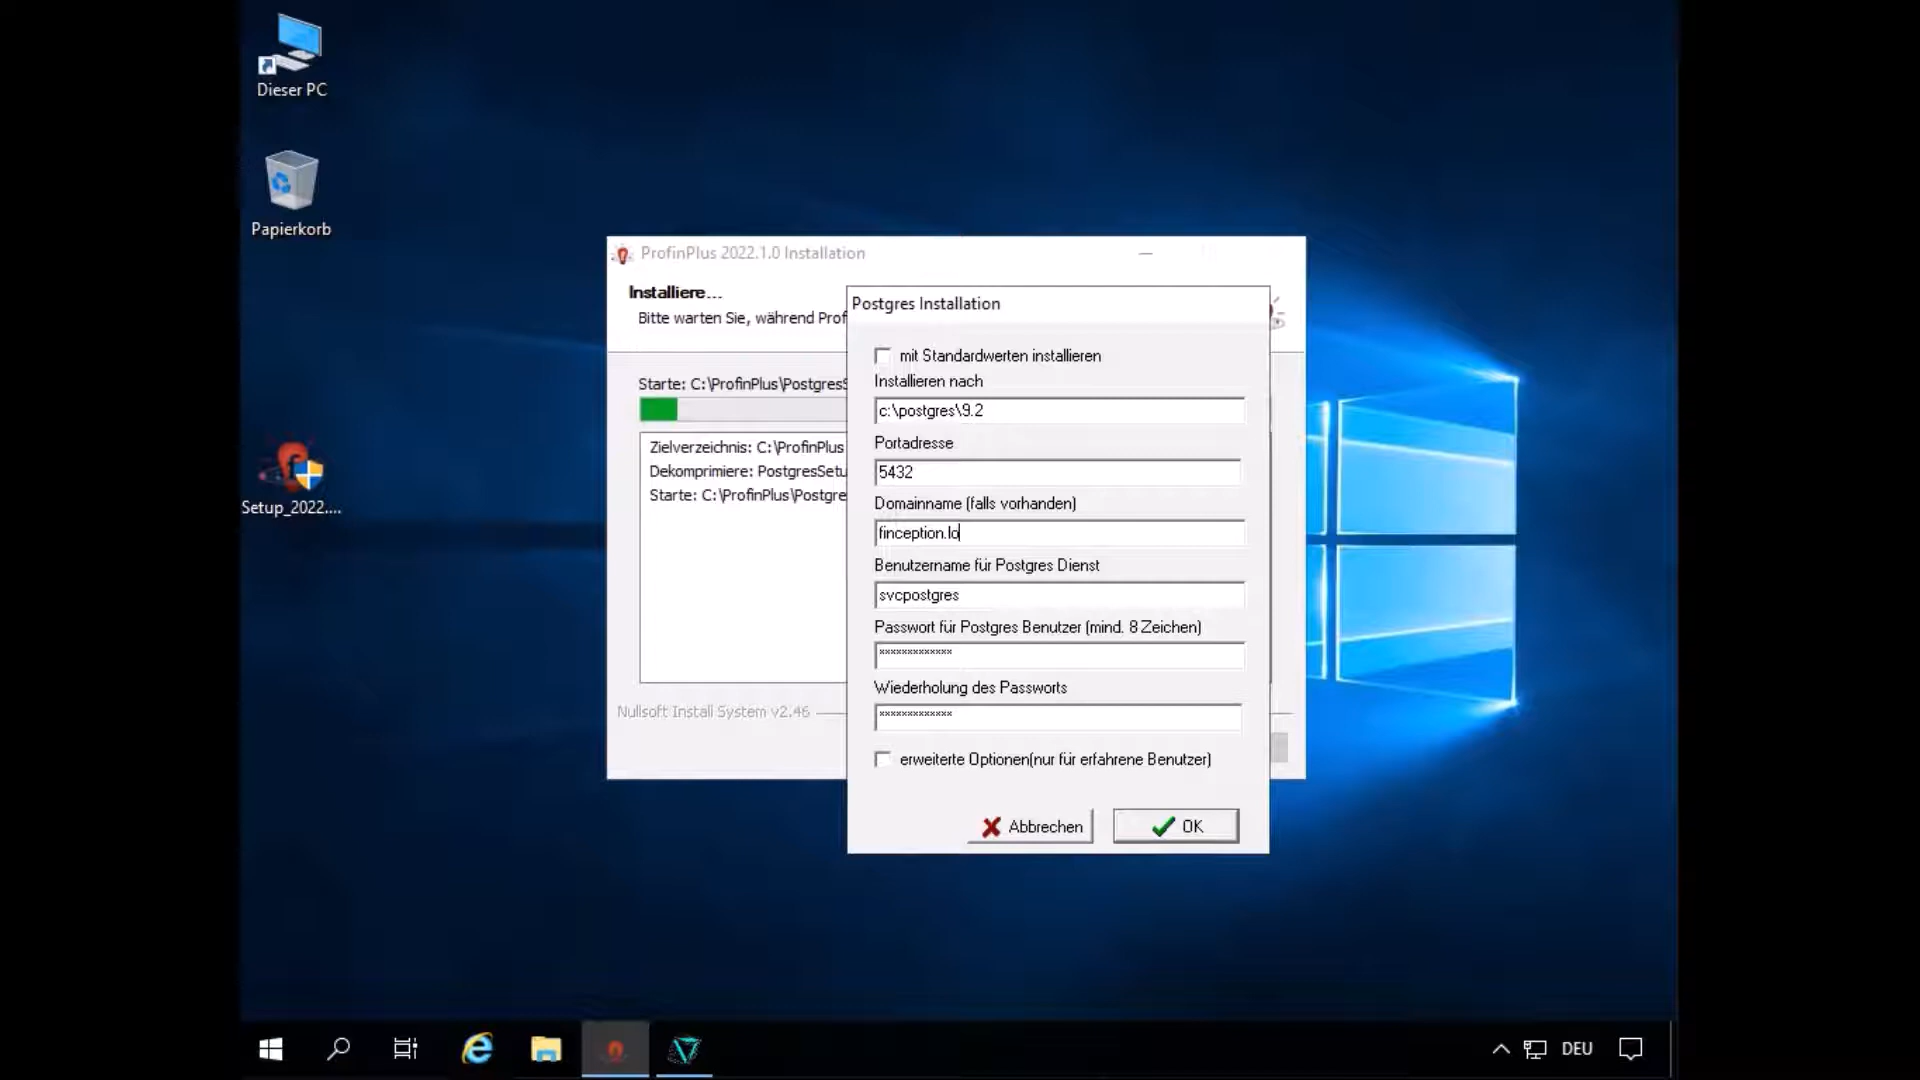 Dieser PC
Papierkorb
Setup_2022....
ProfinPlus 2022.1.0 Installation
Installiere...
Bitte warten Sie, während Prof
Starte: C:\ProfinPlus\PostgresS
Zielverzeichnis: C:\ProfinPlus
Dekomprimiere: PostgresSetu
Starte: C:\ProfinPlus\Postgre
Nullsoft Install System v2.46
Postgres Installation
mit Standardwerten installieren
Installieren nach
c:\postgres\9.2
Portadresse
5432
Domainname (falls vorhanden)
finception.lo
Benutzername für Postgres Dienst
svcpostgres
Passwort für Postgres Benutzer (mind. 8 Zeichen)
*************
Wiederholung des Passworts
*************
erweiterte Optionen(nur für erfahrene Benutzer)
Abbrechen
OK
DEU